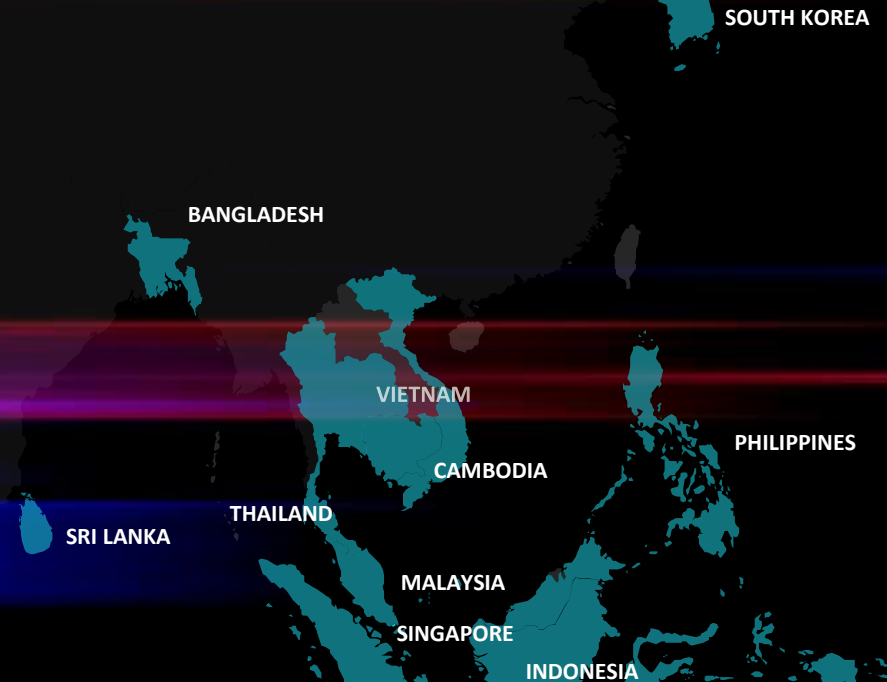 SOUTH KOREA
BANGLADESH
VIETNAM
PHILIPPINES
CAMBODIA
THAILAND
SRI LANKA
MALAYSIA
SINGAPORE
INDONESIA